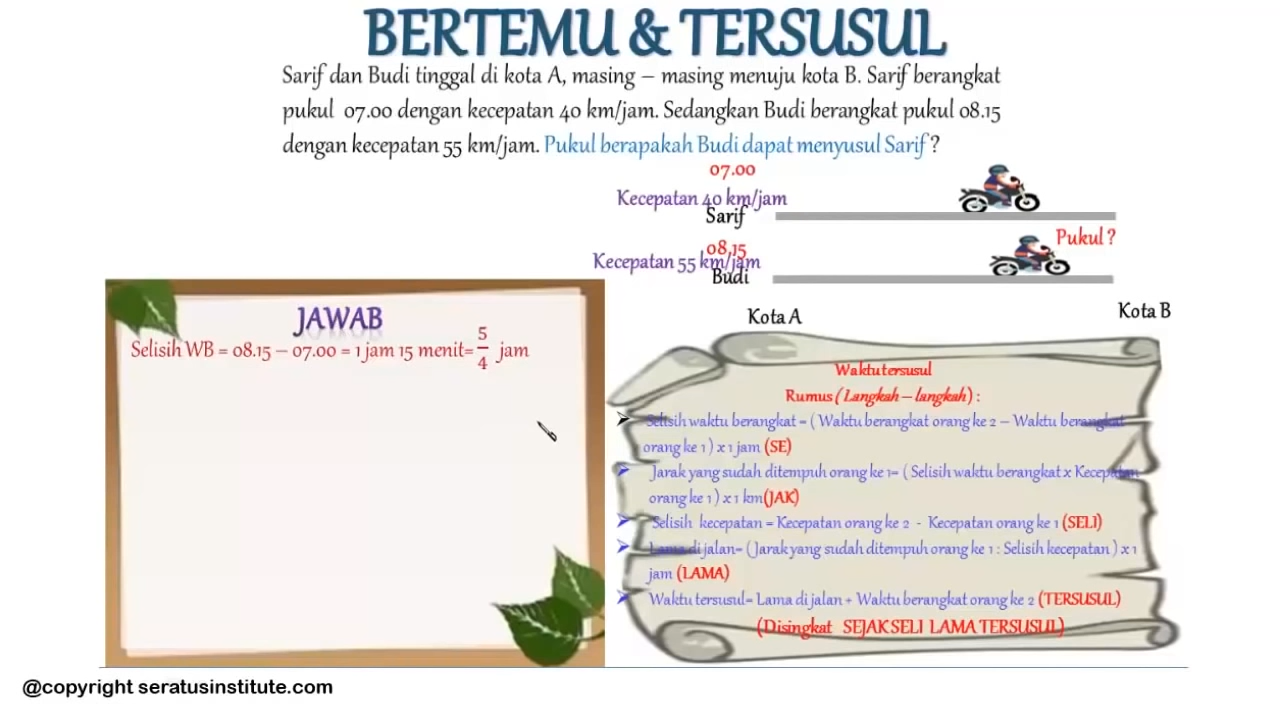 BERTEMU & TERSUSUL
Sarif dan Budi tinggal di kota A, masing – masing menuju kota B. Sarif berangkat
pukul 07.00 dengan kecepatan 40 km/jam. Sedangkan Budi berangkat pukul 08.15
dengan kecepatan 55 km/jam. Pukul berapakah Budi dapat menyusul Sarif ?
07.00
Kecepatan 40 km/jam
Sarif
08.15
Pukul ?
Kecepatan 55 km/jam
Budi
Kota A
Kota B
JAWAB
Selisih WB = 08.15 – 07.00 = 1 jam 15 menit= 5/4 jam
Waktu tersusul
Rumus ( Langkah – langkah ) :
Selisih waktu berangkat = ( Waktu berangkat orang ke 2 – Waktu berangkat
orang ke 1 ) x 1 jam (SE)
Jarak yang sudah ditempuh orang ke 1= ( Selisih waktu berangkat x Kecepatan
orang ke 1 ) x 1 km(JAK)
Selisih kecepatan = Kecepatan orang ke 2 - Kecepatan orang ke 1 (SELI)
Lama di jalan= ( Jarak yang sudah ditempuh orang ke 1 : Selisih kecepatan ) x 1
jam (LAMA)
Waktu tersusul= Lama di jalan + Waktu berangkat orang ke 2 (TERSUSUL)
(Disingkat SEJAKSELI LAMA TERSUSUL)
@copyright seratusinstitute.com